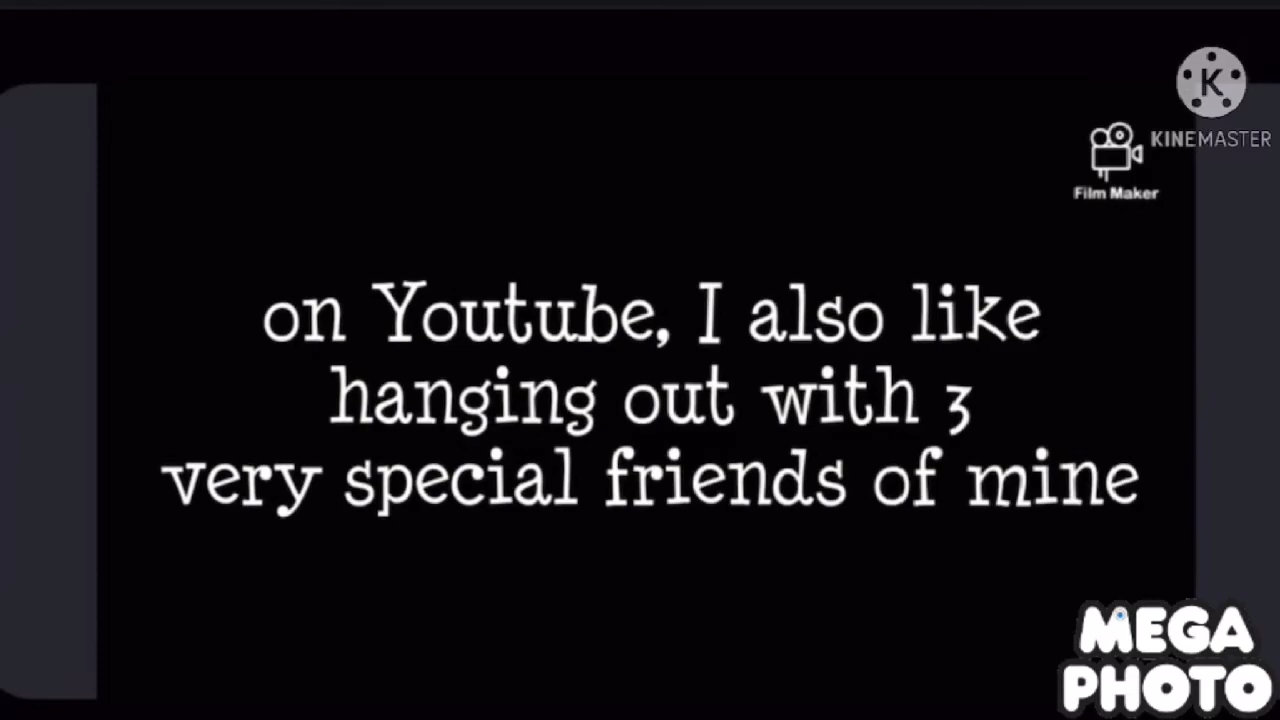 K
KINEMASTER
Film Maker
on Youtube, I also like
hanging out with 3
very special friends of mine
MEGA
PHOTO